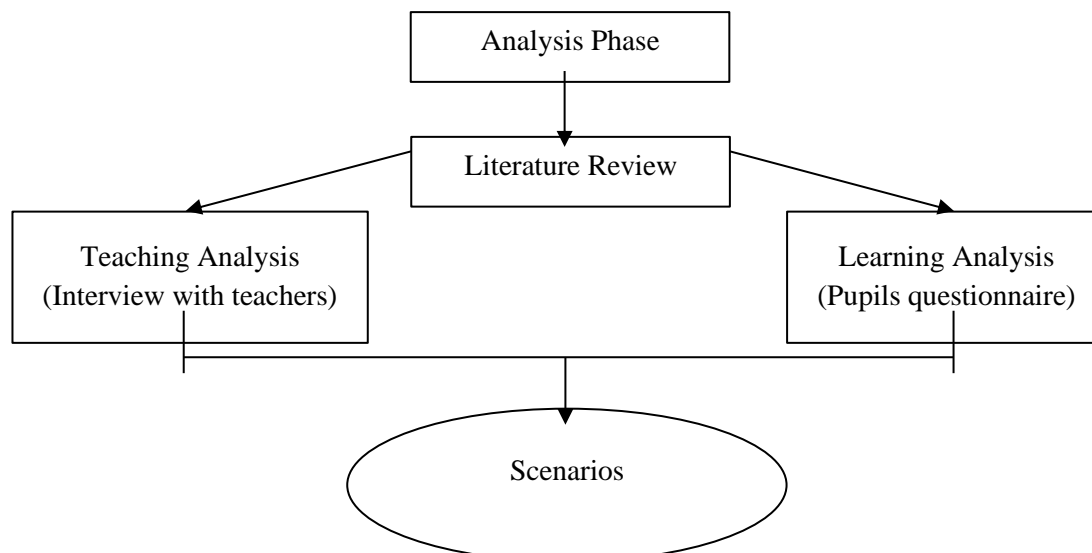 Analysis Phase
Literature Review
Teaching Analysis
(Interview with teachers)
Learning Analysis
(Pupils questionnaire)
Scenarios